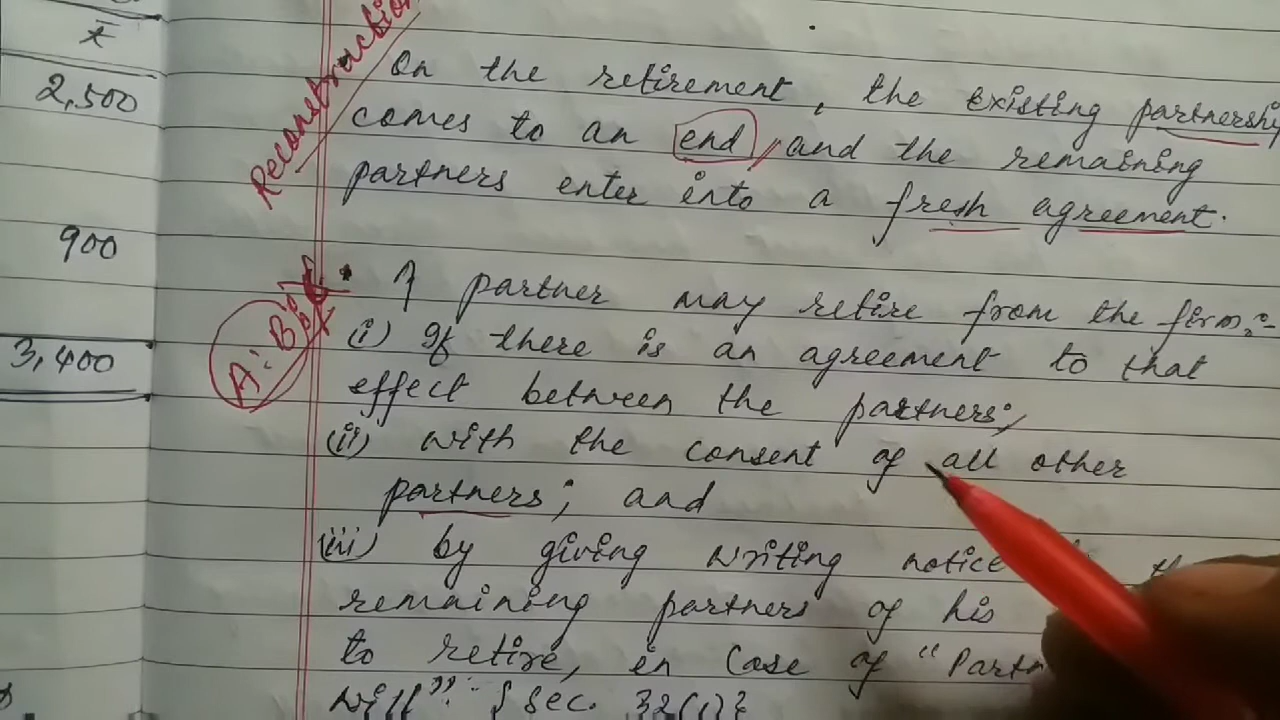 ₹
2,500
900
3,400
Reconstruction
On the retirement, the existing partnership
comes to an end, and the remaining
partners enter into a fresh agreement.
A partner may retire from the firm:-
(i) If there is an agreement to that
effect between the partners;
(ii) with the consent of all other
partners; and
(iii) by giving writing notice
remaining partners of his
to retire, in case of "Partn
will". {sec. 32(1)}